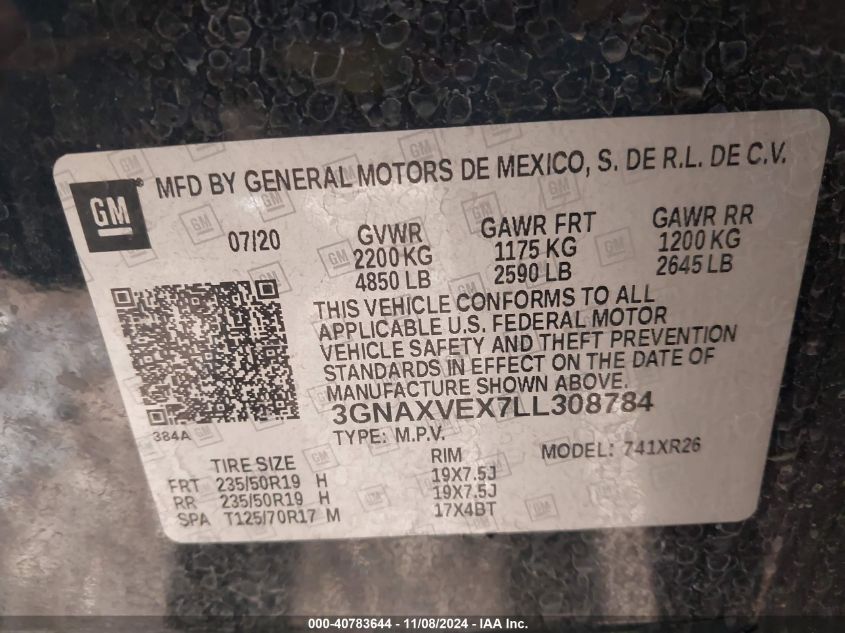 GM ® MFD BY GENERAL MOTORS DE MEXICO, S. DE R.L. DE C.V.
07/20 GVWR GAWR FRT GAWR RR
2200 KG 1175 KG 1200 KG
4850 LB 2590 LB 2645 LB
THIS VEHICLE CONFORMS TO ALL
APPLICABLE U.S. FEDERAL MOTOR
VEHICLE SAFETY AND THEFT PREVENTION
STANDARDS IN EFFECT ON THE DATE OF
MANUFACTURE SHOWN ABOVE.
3GNAXVEX7LL308784
384A
TYPE: M.P.V. MODEL: 741XR26
TIRE SIZE RIM
FRT 235/50R19 H 19X7.5J
RR 235/50R19 H 19X7.5J
SPA T125/70R17 M 17X4BT
000-40783644 - 11/08/2024 - IAA Inc.